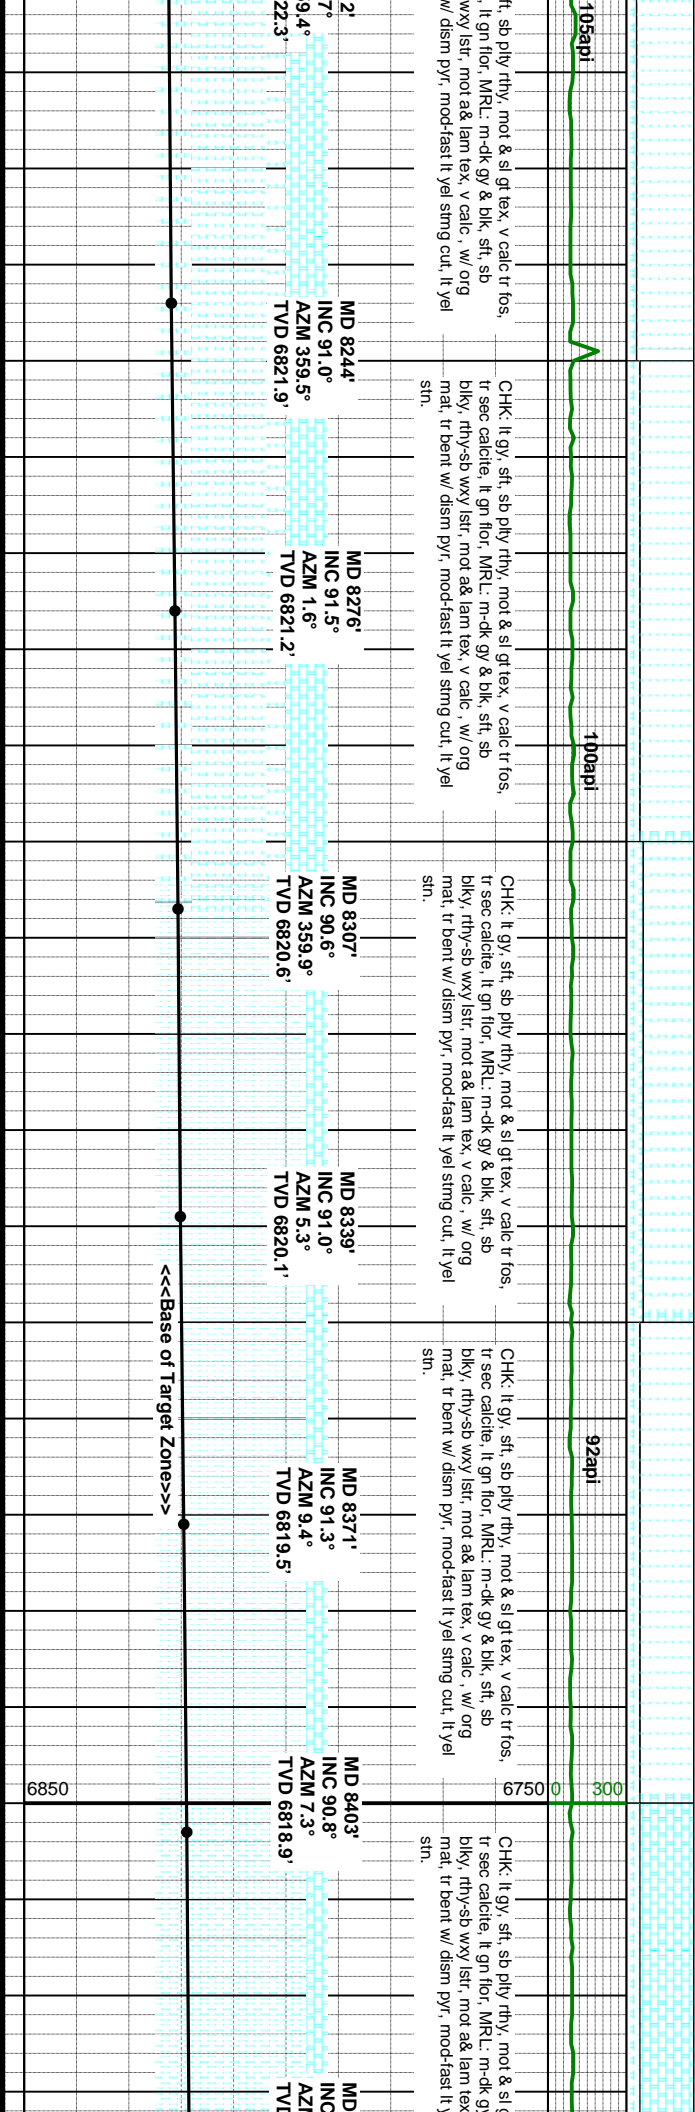 105api
ft, sb plty rthy, mot & sl gt tex, v calc tr fos,
, lt gn flor, MRL: m-dk gy & blk, sft, sb
wxy lstr, mot a& lam tex, v calc , w/ org
w/ dism pyr, mod-fast lt yel stmg cut, lt yel
2'
7°
9.4°
22.3'
MD 8244'
INC 91.0°
AZM 359.5°
TVD 6821.9'
CHK: lt gy, sft, sb plty rthy, mot & sl gt tex, v calc tr fos,
tr sec calcite, lt gn flor, MRL: m-dk gy & blk, sft, sb
blky, rthy-sb wxy lstr, mot a& lam tex, v calc , w/ org
mat, tr bent w/ dism pyr, mod-fast lt yel stmg cut, lt yel
stn.
MD 8276'
INC 91.5°
AZM 1.6°
TVD 6821.2'
100api
CHK: lt gy, sft, sb plty rthy, mot & sl gt tex, v calc tr fos,
tr sec calcite, lt gn flor, MRL: m-dk gy & blk, sft, sb
blky, rthy-sb wxy lstr, mot a& lam tex, v calc , w/ org
mat, tr bent w/ dism pyr, mod-fast lt yel stmg cut, lt yel
stn.
MD 8307'
INC 90.6°
AZM 359.9°
TVD 6820.6'
MD 8339'
INC 91.0°
AZM 5.3°
TVD 6820.1'
<<<Base of Target Zone>>>
92api
CHK: lt gy, sft, sb plty rthy, mot & sl gt tex, v calc tr fos,
tr sec calcite, lt gn flor, MRL: m-dk gy & blk, sft, sb
blky, rthy-sb wxy lstr, mot a& lam tex, v calc , w/ org
mat, tr bent w/ dism pyr, mod-fast lt yel stmg cut, lt yel
stn.
MD 8371'
INC 91.3°
AZM 9.4°
TVD 6819.5'
MD 8403'
INC 90.8°
AZM 7.3°
TVD 6818.9'
6850
6750
0
300
CHK: lt gy, sft, sb plty rthy, mot & sl g
tr sec calcite, lt gn flor, MRL: m-dk g
blky, rthy-sb wxy lstr, mot a& lam tex
mat, tr bent w/ dism pyr, mod-fast lt y
stn.
MD
INC
AZM
TVD